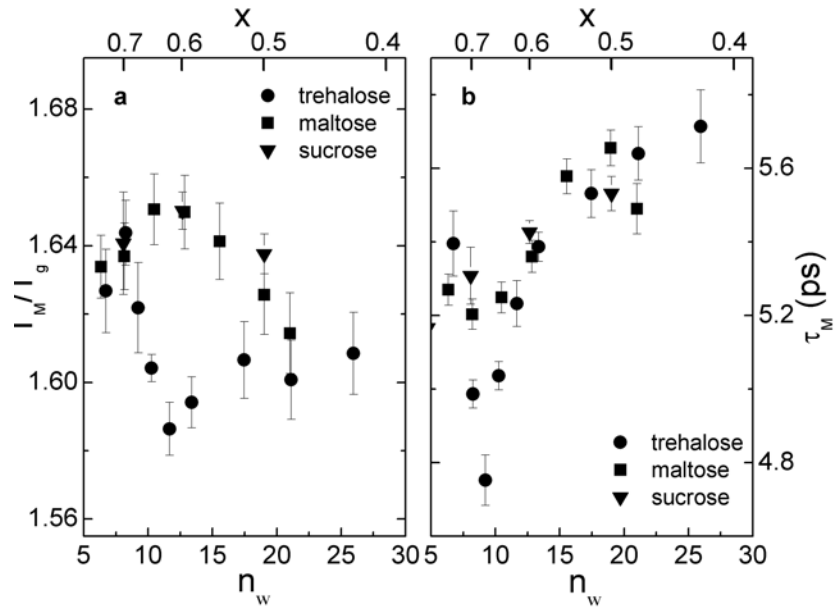 X
0.7 0.6 0.5 0.4
a
trehalose
maltose
sucrose
1.68
1.64
1.60
1.56
I_M / I_g
5 10 15 20 25 30
n_w
X
0.7 0.6 0.5 0.4
b
5.6
5.2
4.8
τ_M (ps)
trehalose
maltose
sucrose
5 10 15 20 25 30
n_w